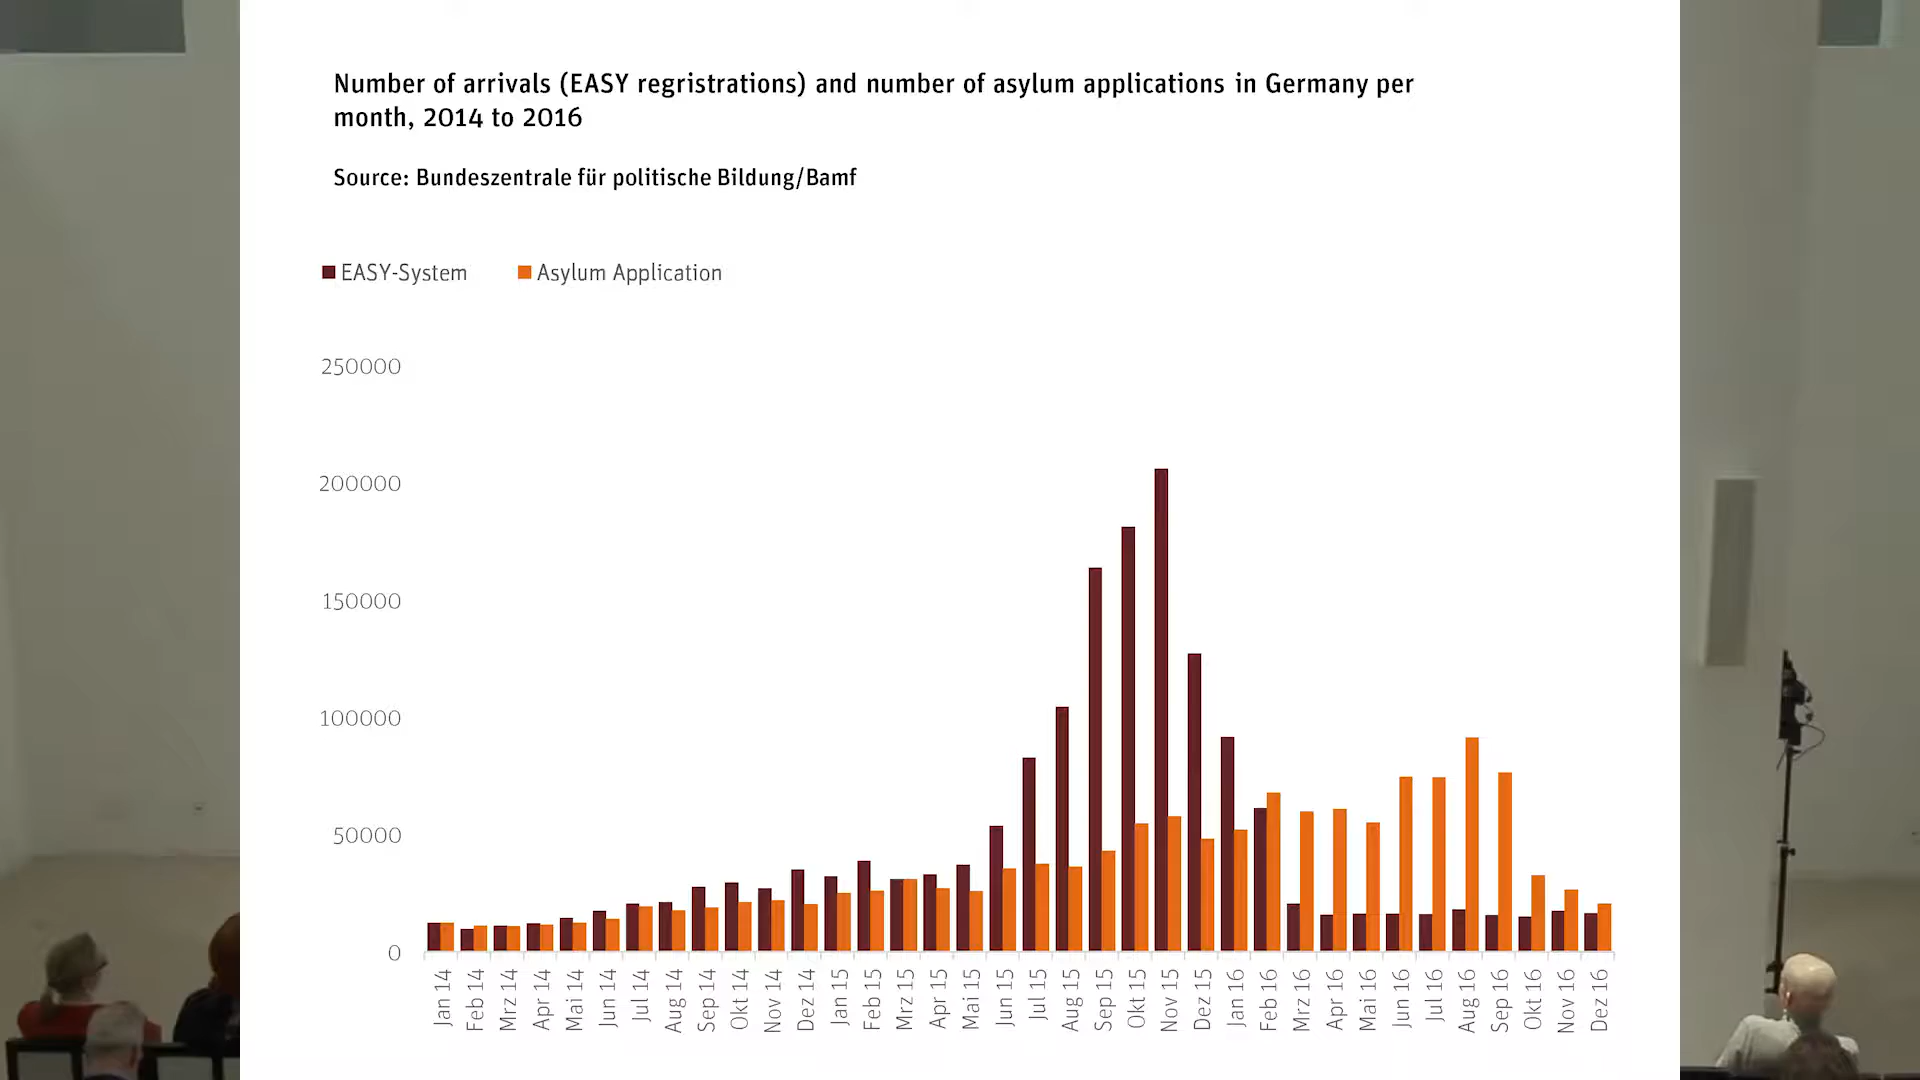 Number of arrivals (EASY regristrations) and number of asylum applications in Germany per
month, 2014 to 2016
Source: Bundeszentrale für politische Bildung/Bamf
EASY-System
Asylum Application
250000
200000
150000
100000
50000
0
Jan 14
Feb 14
Mrz 14
Apr 14
Mai 14
Jun 14
Jul 14
Aug 14
Sep 14
Okt 14
Nov 14
Dez 14
Jan 15
Feb 15
Mrz 15
Apr 15
Mai 15
Jun 15
Jul 15
Aug 15
Sep 15
Okt 15
Nov 15
Dez 15
Jan 16
Feb 16
Mrz 16
Apr 16
Mai 16
Jun 16
Jul 16
Aug 16
Sep 16
Okt 16
Nov 16
Dez 16